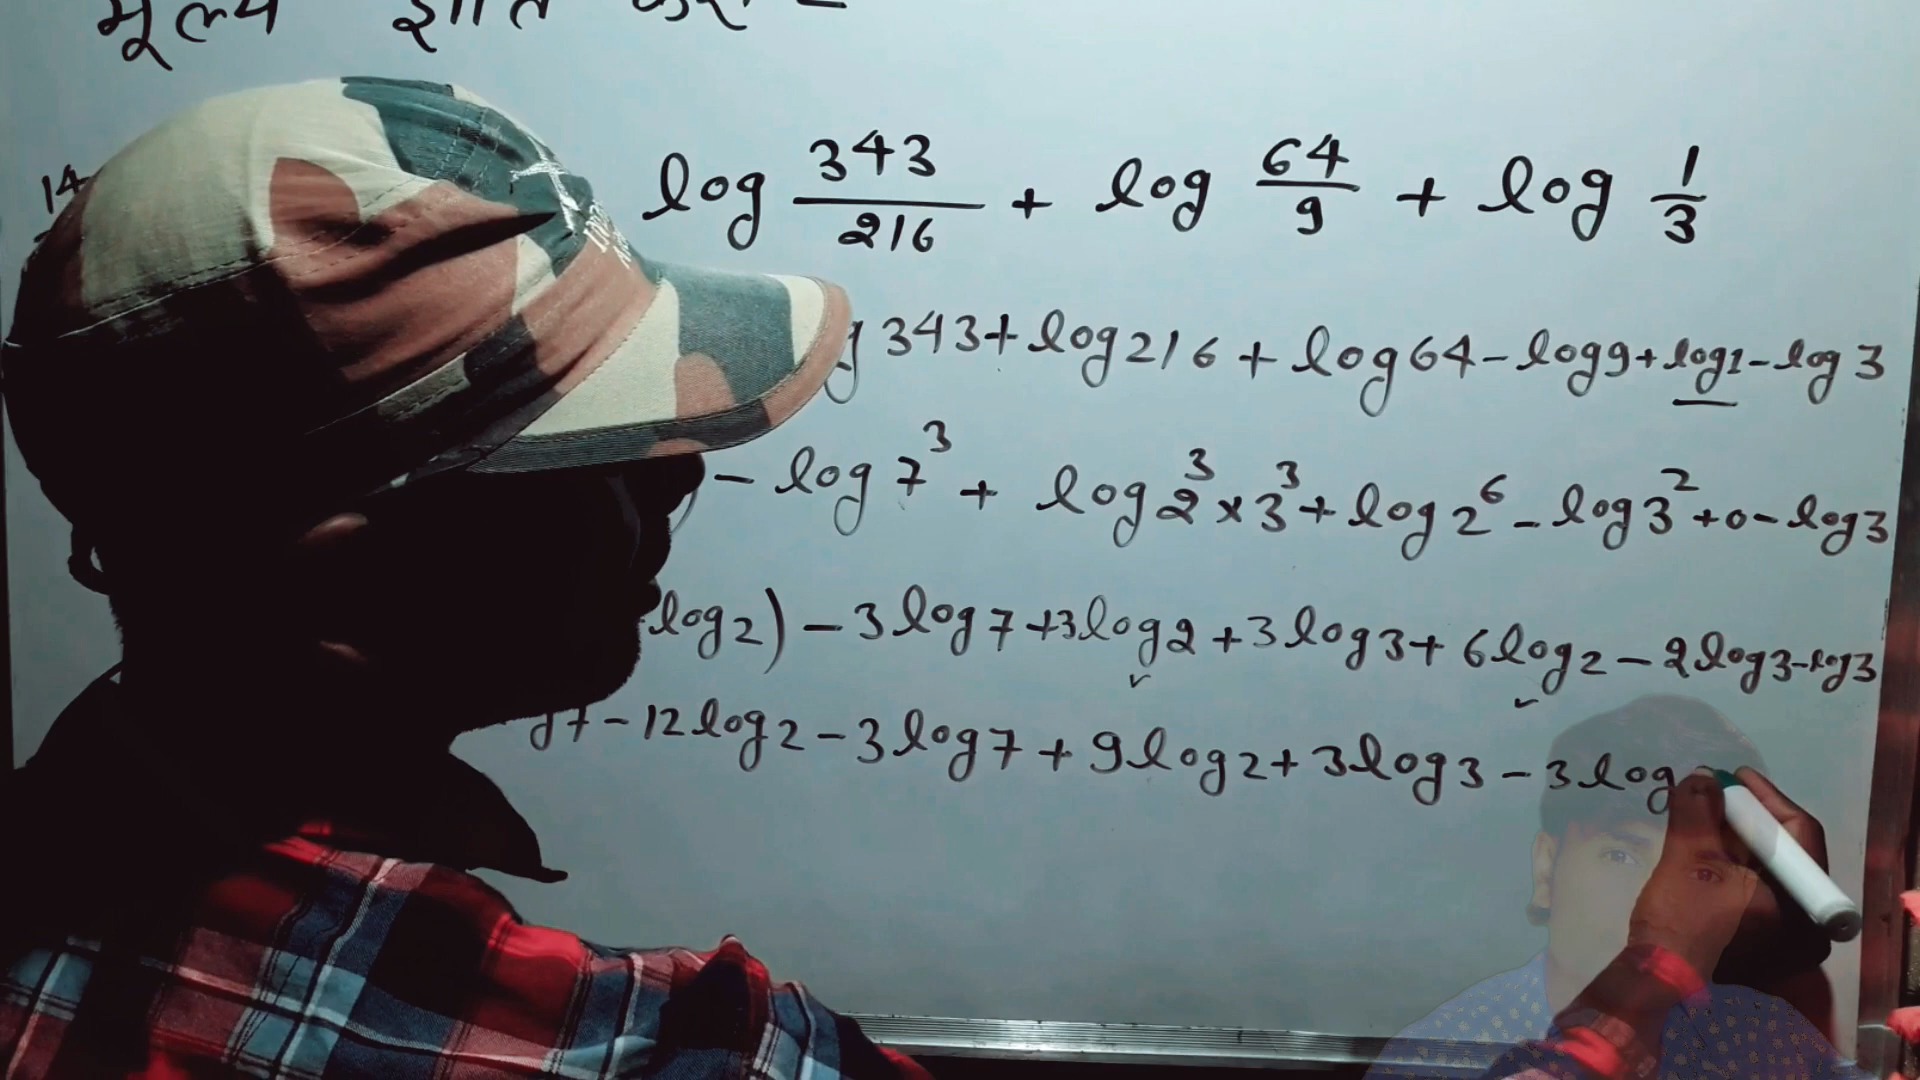 मूल्य ज्ञात करो -
14
log 343/216 + log 64/9 + log 1/3
g 343 + log 216 + log 64 - log 9 + log 1 - log 3
) - log 7³ + log 2³ × 3³ + log 2⁶ - log 3² + 0 - log 3
log 2) - 3 log 7 + 3 log 2 + 3 log 3 + 6 log 2 - 2 log 3 - log 3
g 7 - 12 log 2 - 3 log 7 + 9 log 2 + 3 log 3 - 3 log